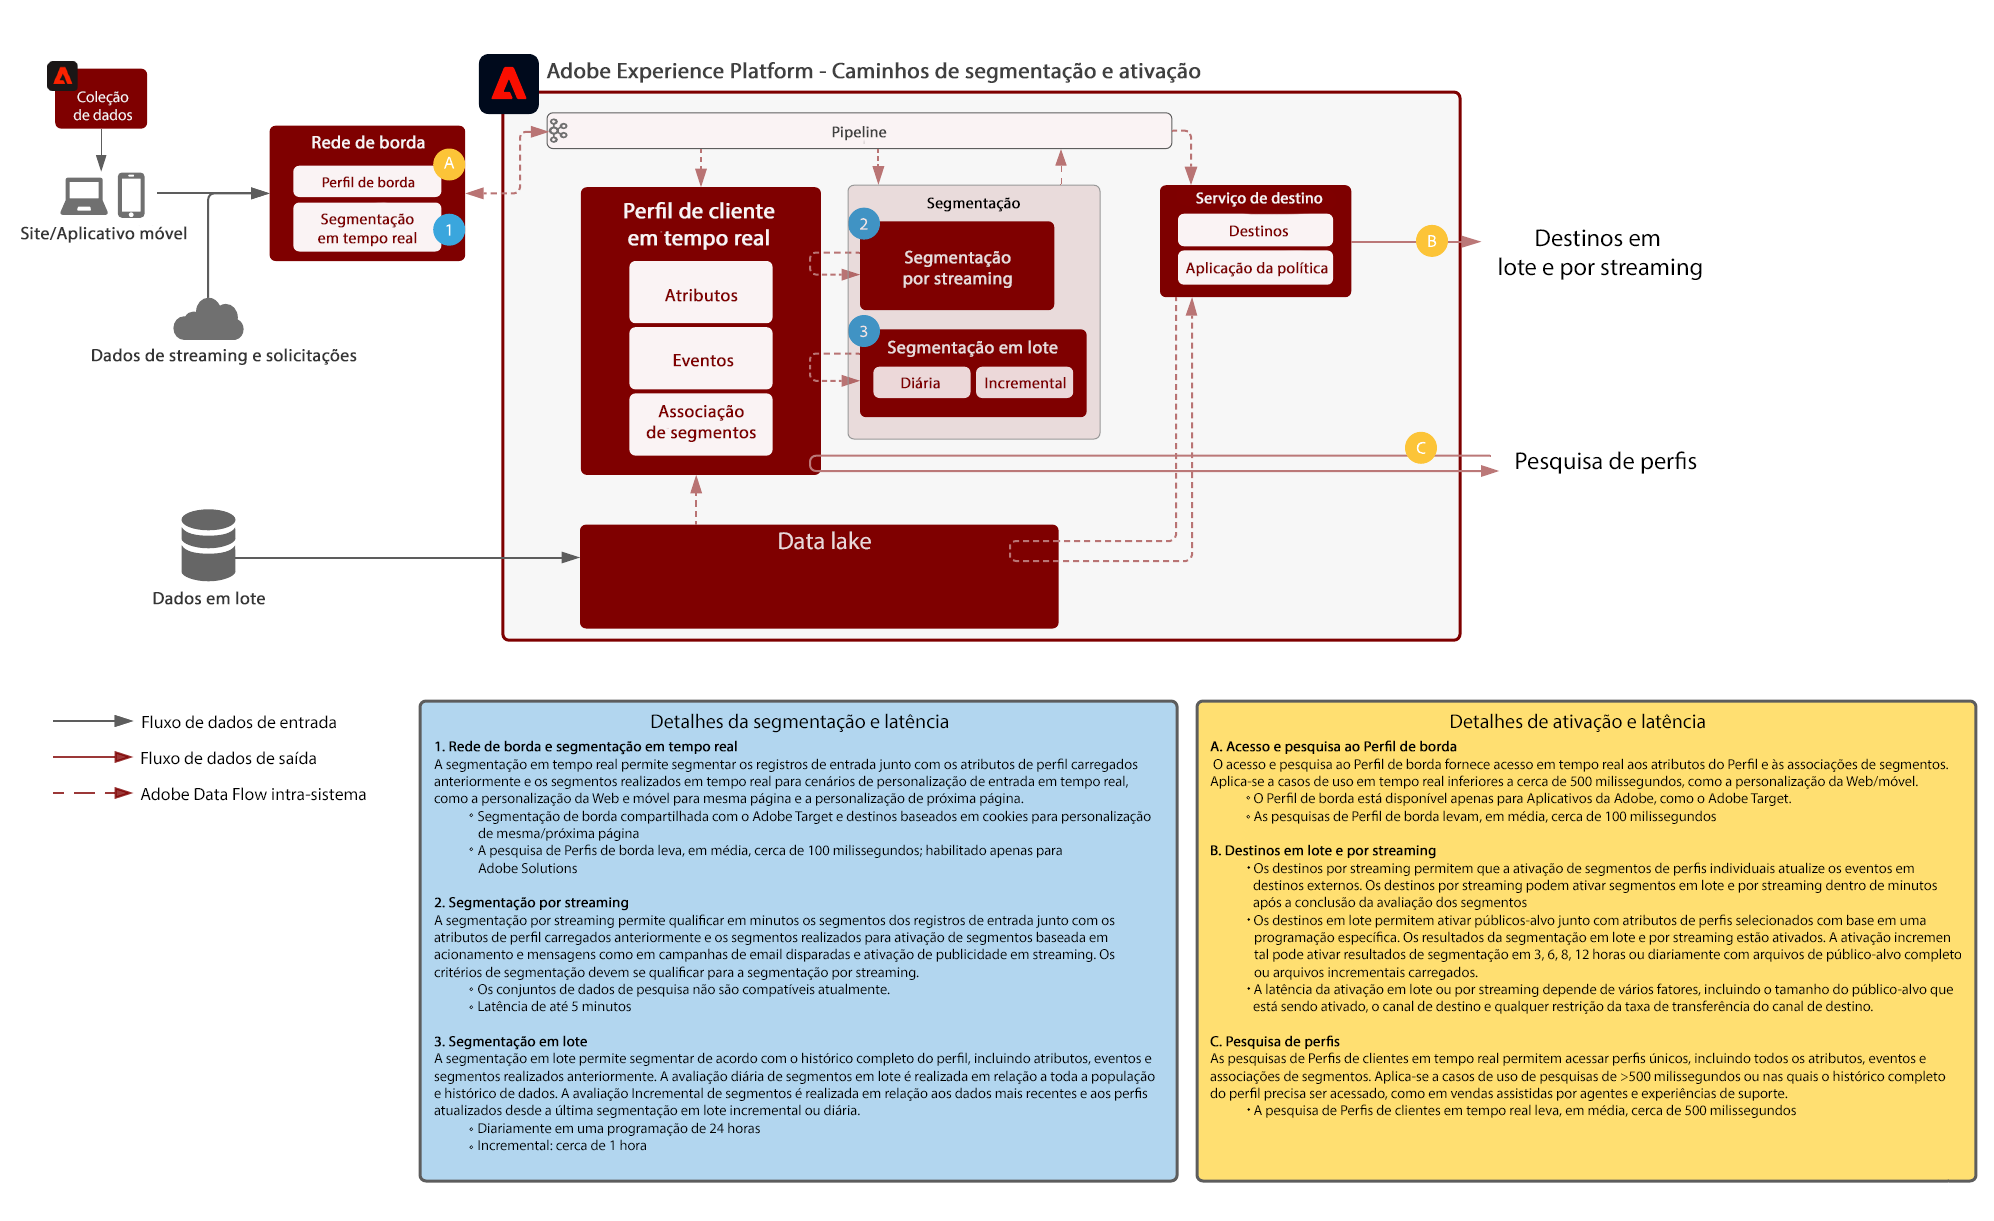 Adobe Experience Platform - Caminhos de segmentação e ativação
Coleção
de dados
Site/Aplicativo móvel
Dados de streaming e solicitações
Rede de borda
A
Perfil de borda
Segmentação
em tempo real
1
Pipeline
Perfil de cliente
em tempo real
Atributos
Eventos
Associação
de segmentos
Segmentação
2
Segmentação
por streaming
3
Segmentação em lote
Diária
Incremental
Serviço de destino
Destinos
Aplicação da política
B
Destinos em
lote e por streaming
C
Pesquisa de perfis
Data lake
Dados em lote
Fluxo de dados de entrada
Fluxo de dados de saída
Adobe Data Flow intra-sistema
Detalhes da segmentação e latência
1. Rede de borda e segmentação em tempo real
A segmentação em tempo real permite segmentar os registros de entrada junto com os atributos de perfil carregados
anteriormente e os segmentos realizados em tempo real para cenários de personalização de entrada em tempo real,
como a personalização da Web e móvel para mesma página e a personalização de próxima página.
◦ Segmentação de borda compartilhada com o Adobe Target e destinos baseados em cookies para personalização
de mesma/próxima página
◦ A pesquisa de Perfis de borda leva, em média, cerca de 100 milissegundos; habilitado apenas para
Adobe Solutions
2. Segmentação por streaming
A segmentação por streaming permite qualificar em minutos os segmentos dos registros de entrada junto com os
atributos de perfil carregados anteriormente e os segmentos realizados para ativação de segmentos baseada em
acionamento e mensagens como em campanhas de email disparadas e ativação de publicidade em streaming. Os
critérios de segmentação devem se qualificar para a segmentação por streaming.
◦ Os conjuntos de dados de pesquisa não são compatíveis atualmente.
◦ Latência de até 5 minutos
3. Segmentação em lote
A segmentação em lote permite segmentar de acordo com o histórico completo do perfil, incluindo atributos, eventos e
segmentos realizados anteriormente. A avaliação diária de segmentos em lote é realizada em relação a toda a população
e histórico de dados. A avaliação Incremental de segmentos é realizada em relação aos dados mais recentes e aos perfis
atualizados desde a última segmentação em lote incremental ou diária.
◦ Diariamente em uma programação de 24 horas
◦ Incremental: cerca de 1 hora
Detalhes de ativação e latência
A. Acesso e pesquisa ao Perfil de borda
O acesso e pesquisa ao Perfil de borda fornece acesso em tempo real aos atributos do Perfil e às associações de segmentos.
Aplica-se a casos de uso em tempo real inferiores a cerca de 500 milissegundos, como a personalização da Web/móvel.
◦ O Perfil de borda está disponível apenas para Aplicativos da Adobe, como o Adobe Target.
◦ As pesquisas de Perfil de borda levam, em média, cerca de 100 milissegundos
B. Destinos em lote e por streaming
· Os destinos por streaming permitem que a ativação de segmentos de perfis individuais atualize os eventos em
destinos externos. Os destinos por streaming podem ativar segmentos em lote e por streaming dentro de minutos
após a conclusão da avaliação dos segmentos
· Os destinos em lote permitem ativar públicos-alvo junto com atributos de perfis selecionados com base em uma
programação específica. Os resultados da segmentação em lote e por streaming estão ativados. A ativação incremen
tal pode ativar resultados de segmentação em 3, 6, 8, 12 horas ou diariamente com arquivos de público-alvo completo
ou arquivos incrementais carregados.
· A latência da ativação em lote ou por streaming depende de vários fatores, incluindo o tamanho do público-alvo que
está sendo ativado, o canal de destino e qualquer restrição da taxa de transferência do canal de destino.
C. Pesquisa de perfis
As pesquisas de Perfis de clientes em tempo real permitem acessar perfis únicos, incluindo todos os atributos, eventos e
associações de segmentos. Aplica-se a casos de uso de pesquisas de >500 milissegundos ou nas quais o histórico completo
do perfil precisa ser acessado, como em vendas assistidas por agentes e experiências de suporte.
· A pesquisa de Perfis de clientes em tempo real leva, em média, cerca de 500 milissegundos